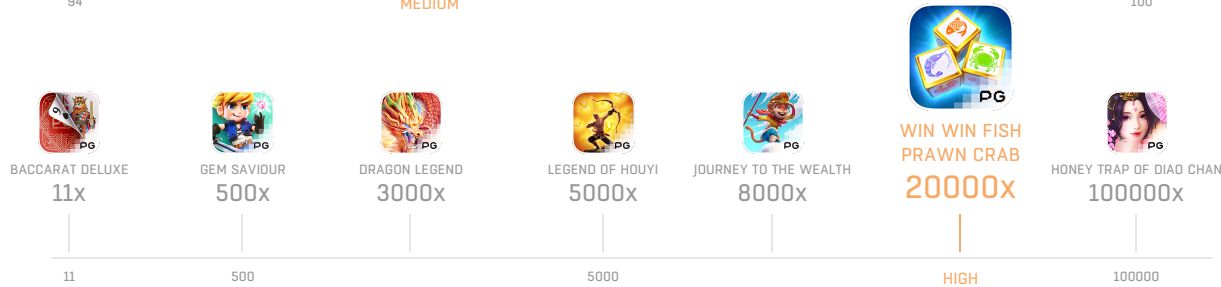 94
MEDIUM
100
PG
PG
PG
PG
PG
PG
PG
BACCARAT DELUXE
11x
GEM SAVIOUR
500x
DRAGON LEGEND
3000x
LEGEND OF HOUYI
5000x
JOURNEY TO THE WEALTH
8000x
WIN WIN FISH
PRAWN CRAB
20000x
HONEY TRAP OF DIAO CHAN
100000x
11
500
5000
HIGH
100000